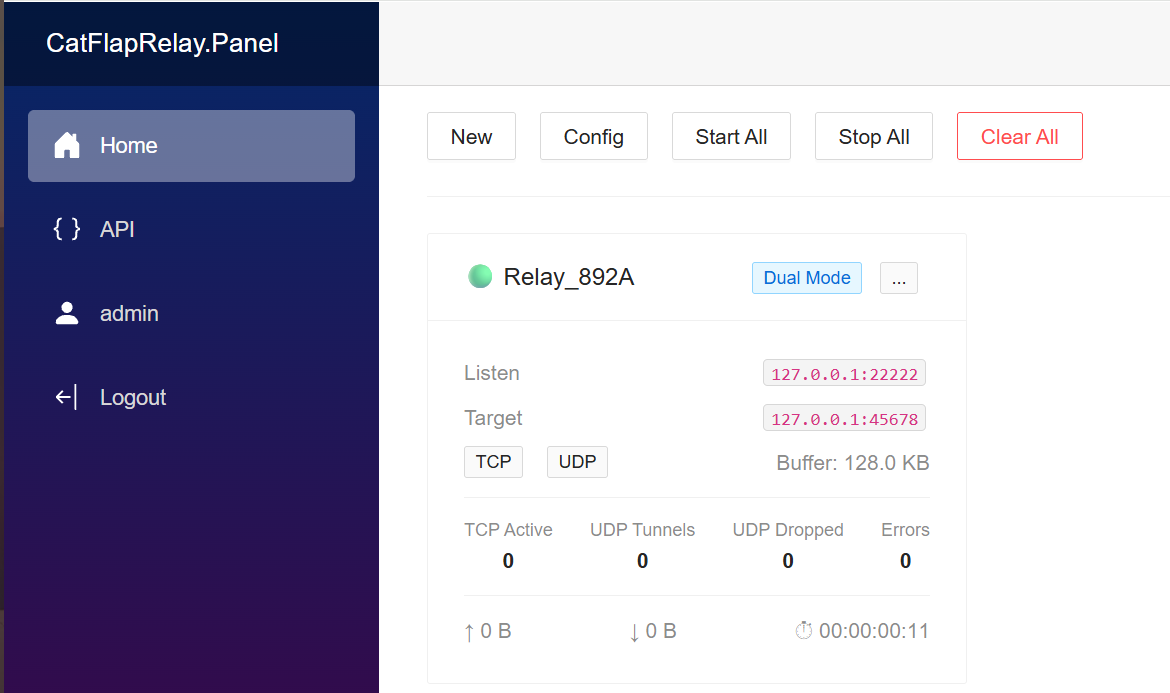 CatFlapRelay.Panel
Home
{ } API
admin
Logout
New Config Start All Stop All Clear All
Relay_892A Dual Mode ...
Listen 127.0.0.1:22222
Target 127.0.0.1:45678
TCP UDP Buffer: 128.0 KB
TCP Active UDP Tunnels UDP Dropped Errors
0 0 0 0
↑ 0 B ↓ 0 B ⏱ 00:00:00:11